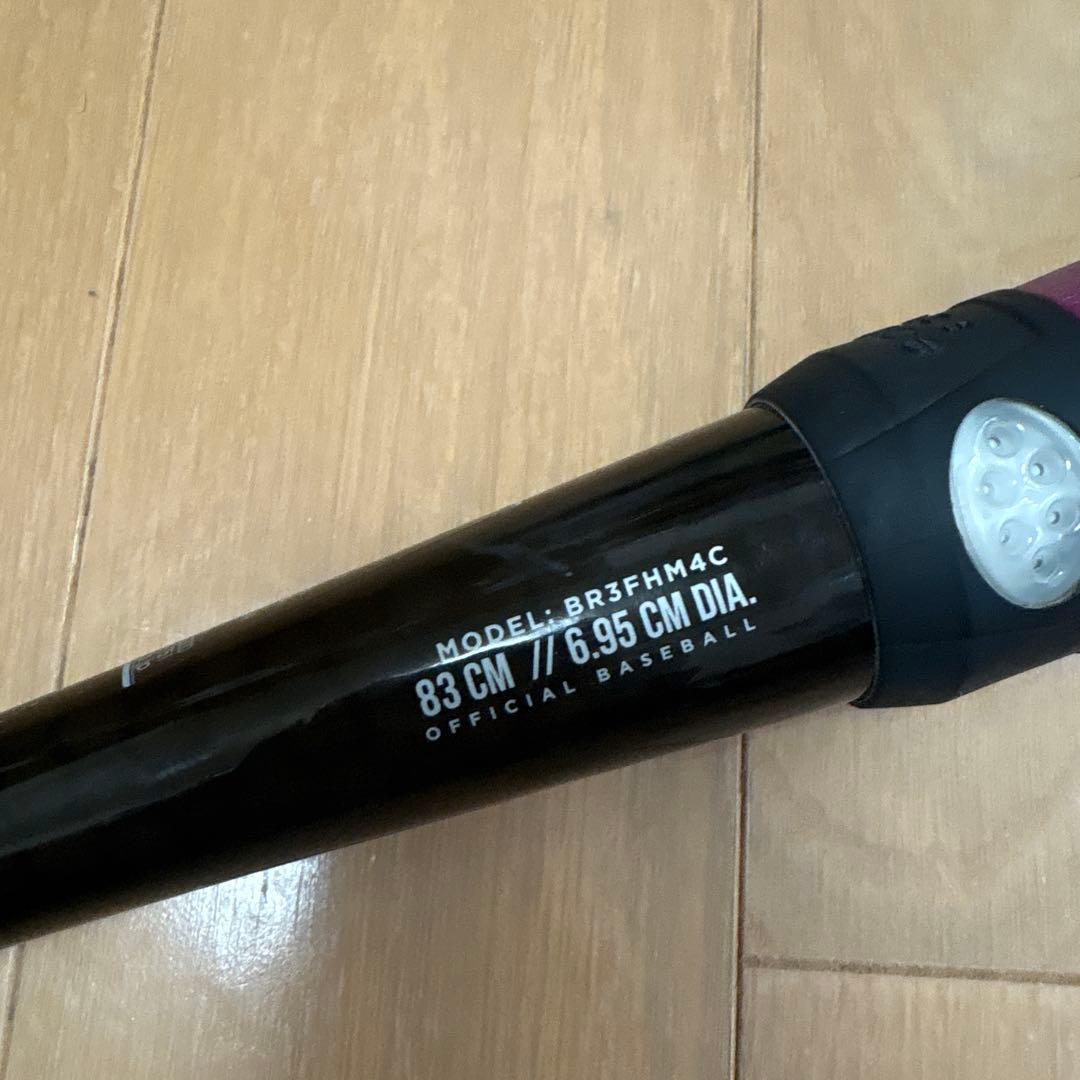 MODEL: BR3FHM4C
83 CM // 6.95 CM DIA.
OFFICIAL BASEBALL